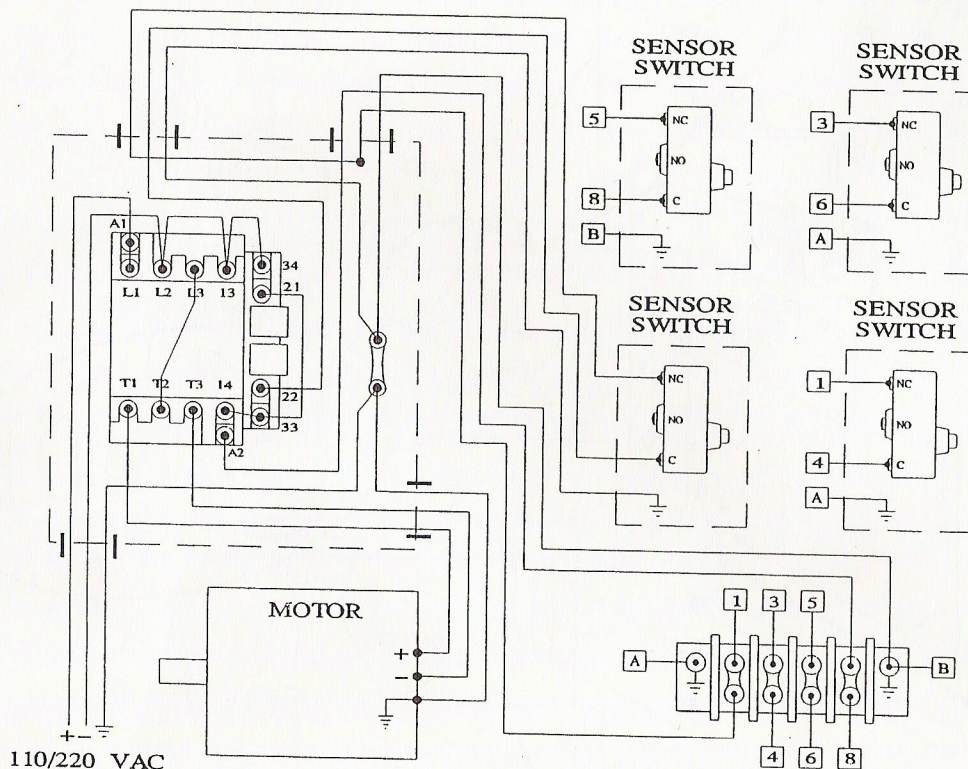 SENSOR
SWITCH
5
NC
NO
8
C
B
SENSOR
SWITCH
3
NC
NO
6
C
A
A1
34
L1 L2 L3 13
21
T1 T2 T3 14
22
33
A2
SENSOR
SWITCH
NC
NO
C
SENSOR
SWITCH
1
NC
NO
4
C
A
MOTOR
+
-
1 3 5
A B
4 6 8
+ -
110/220 VAC